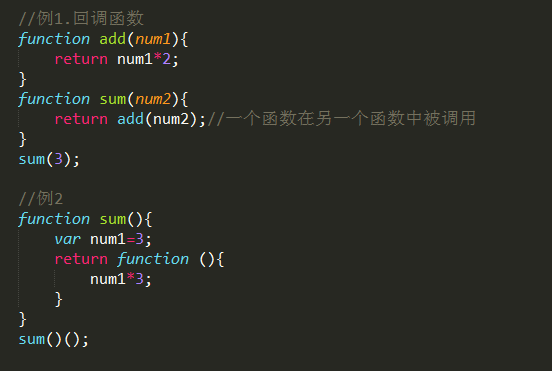 //例1.回调函数
function add(num1){
    return num1*2;
}
function sum(num2){
    return add(num2);//一个函数在另一个函数中被调用
}
sum(3);

//例2
function sum(){
    var num1=3;
    return function (){
        num1*3;
    }
}
sum()();